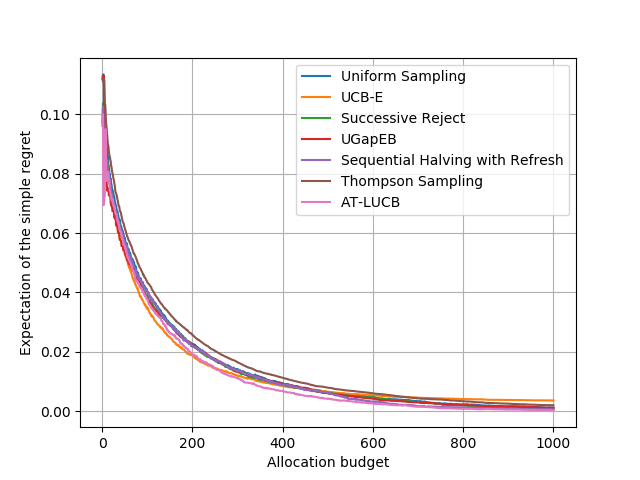 Expectation of the simple regret
0.10
0.08
0.06
0.04
0.02
0.00
Uniform Sampling
UCB-E
Successive Reject
UGapEB
Sequential Halving with Refresh
Thompson Sampling
AT-LUCB
0 200 400 600 800 1000
Allocation budget